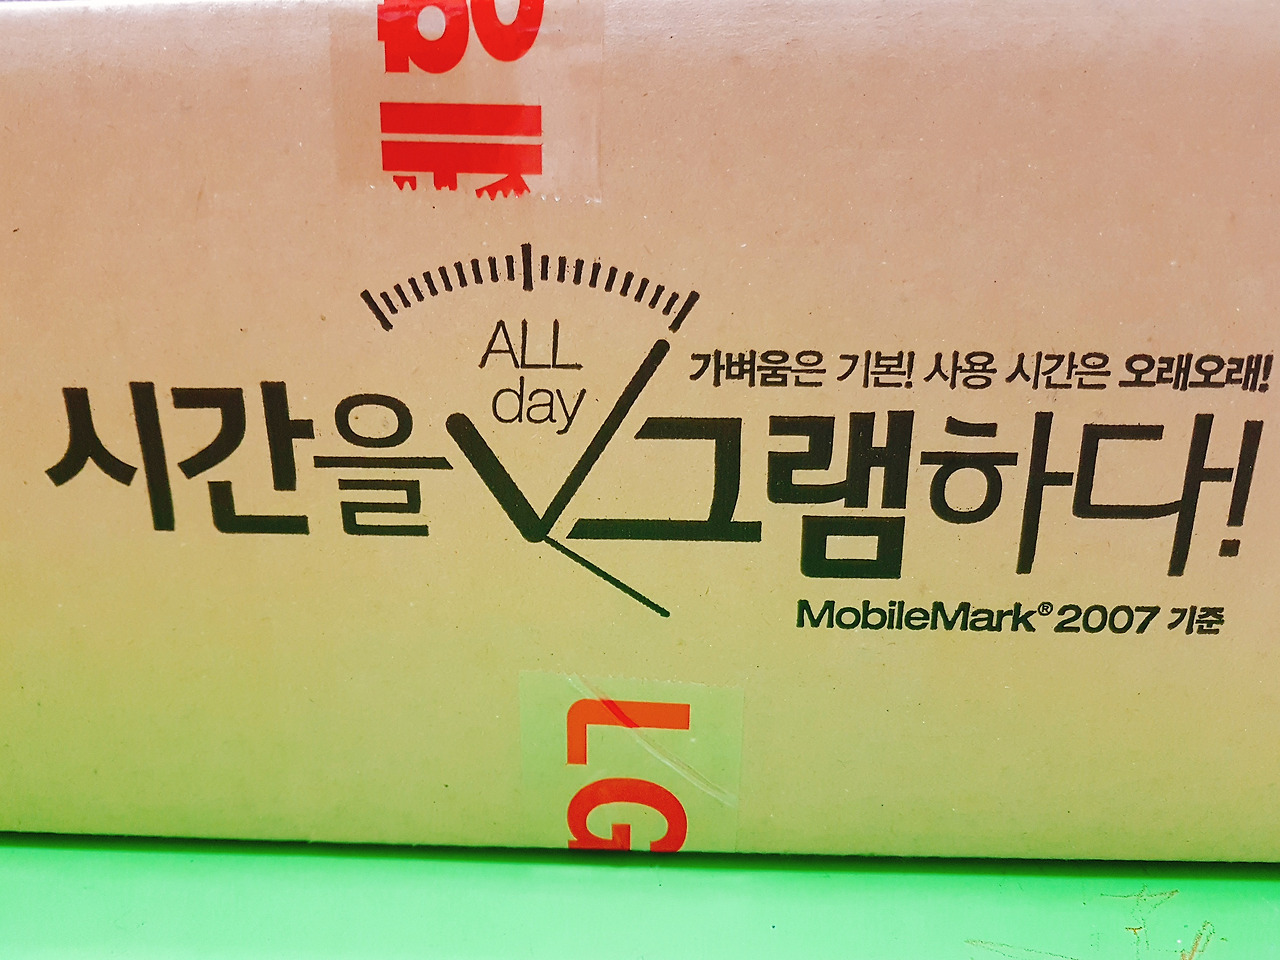 ALL
day
가벼움은 기본! 사용 시간은 오래오래!
시간을 그램하다!
MobileMark® 2007 기준
LG